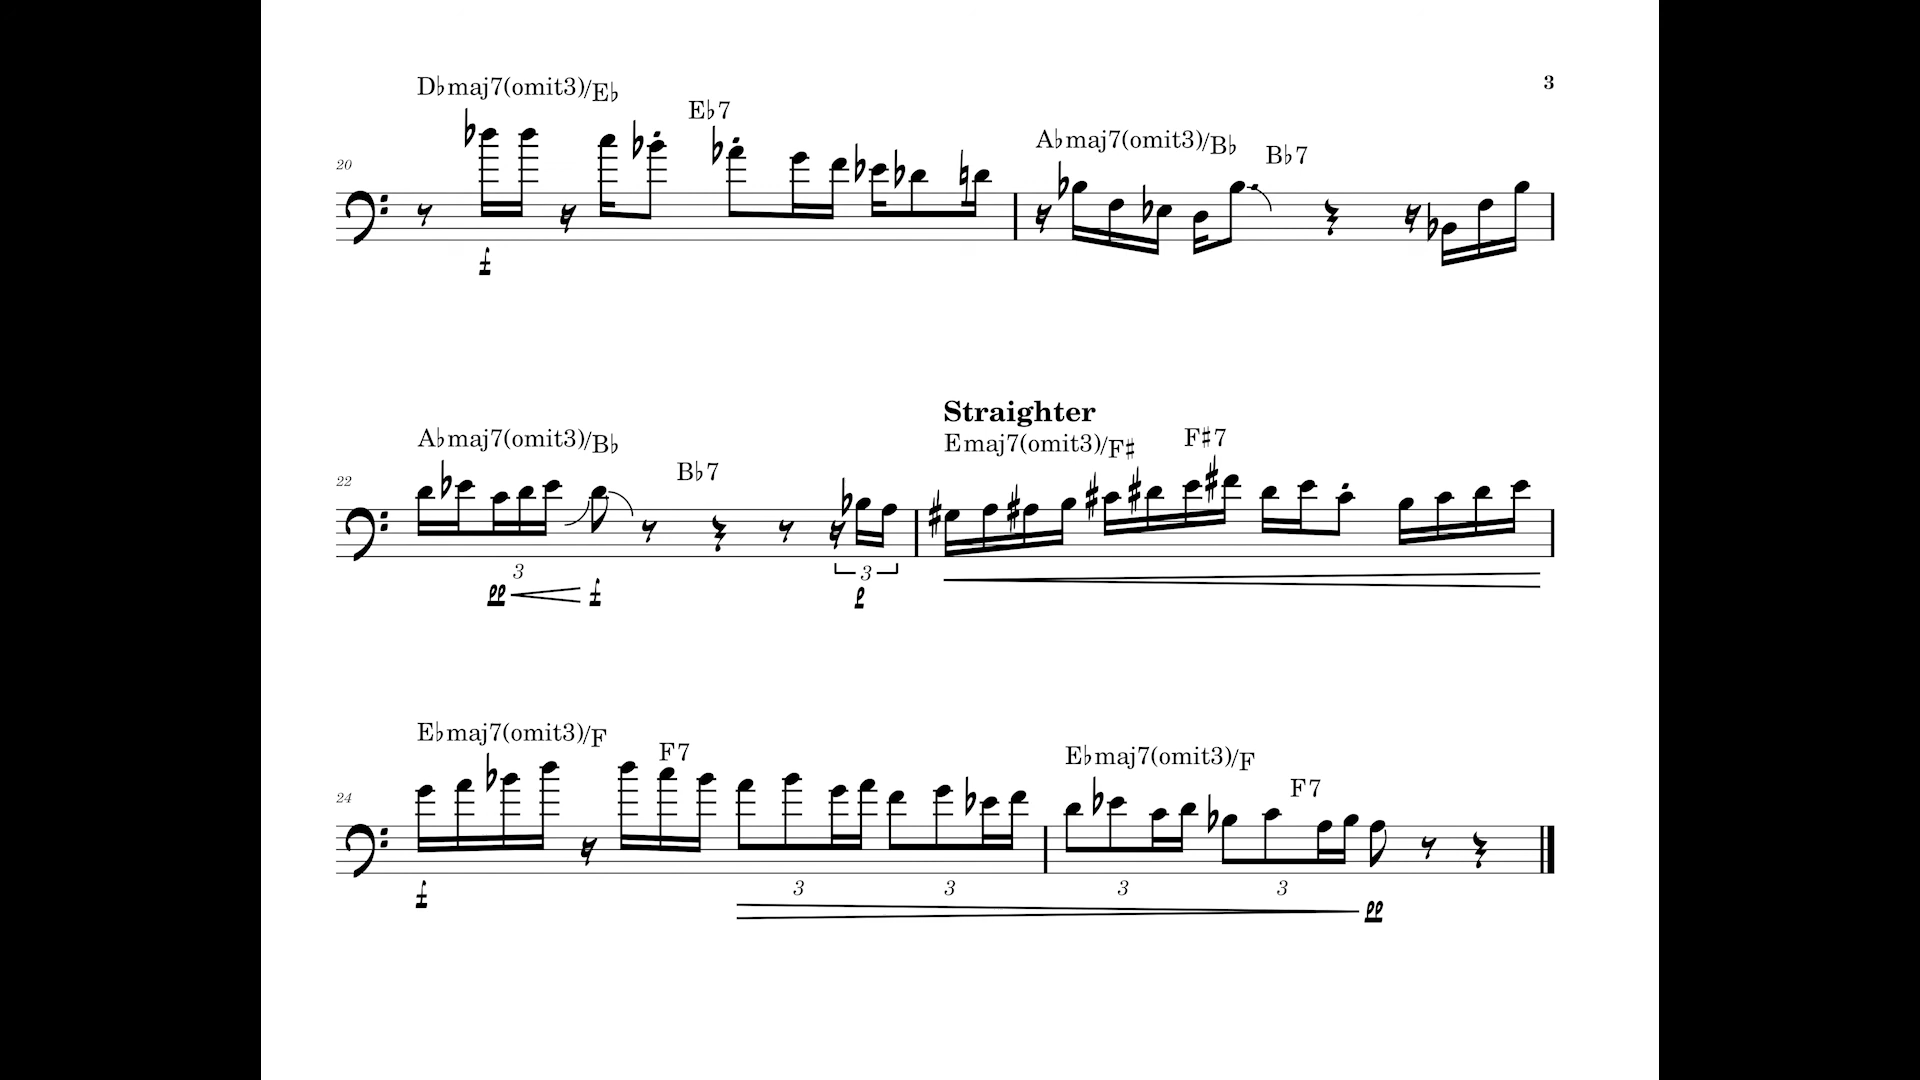 3
D♭maj7(omit3)/E♭ E♭7 A♭maj7(omit3)/B♭ B♭7
20
f
A♭maj7(omit3)/B♭ B♭7 Straighter
Emaj7(omit3)/F# F#7
22
3 3
pp f p
E♭maj7(omit3)/F F7 E♭maj7(omit3)/F F7
24
3 3 3 3
f pp